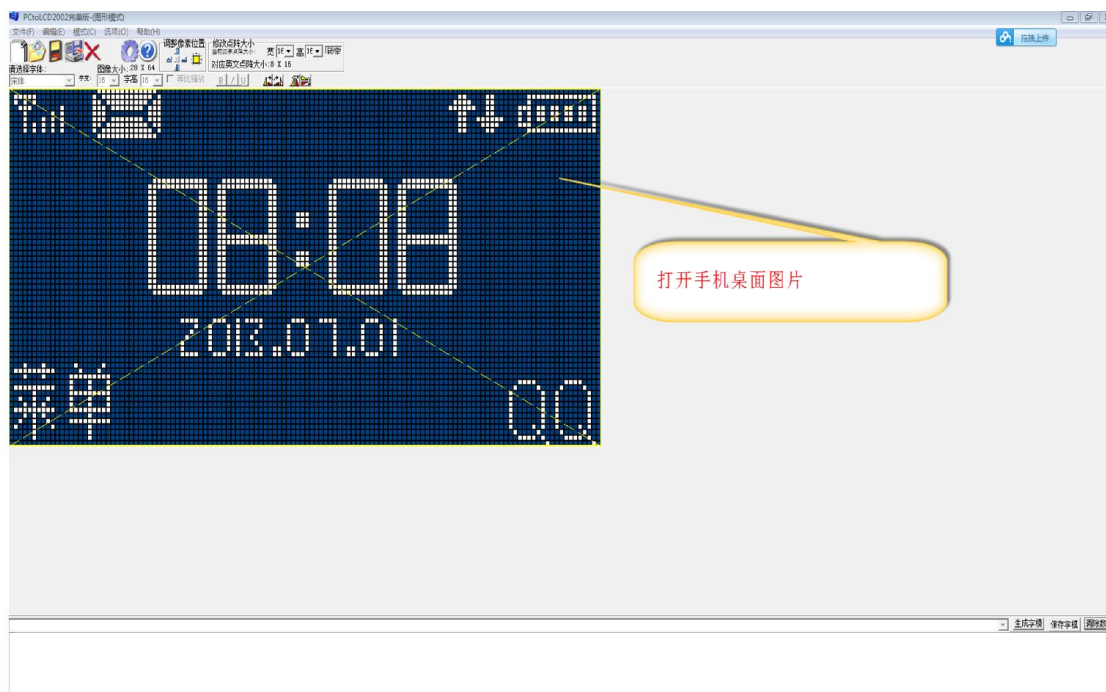 PCtoLCD2002完美版-(图形模式)
文件(F) 编辑(E) 模式(C) 选项(O) 帮助(H)
拖拽上传
调整像素位置
修改点阵大小
宽 16 高 16
请选择字体:
图像大小:
28 X 64
对应英文点阵大小:8 X 16
宋体
字宽: 16
字高 16
等比缩放
B I U
08:08
打开手机桌面图片
2013.07.01
菜单
QQ
生成字模 保存字模